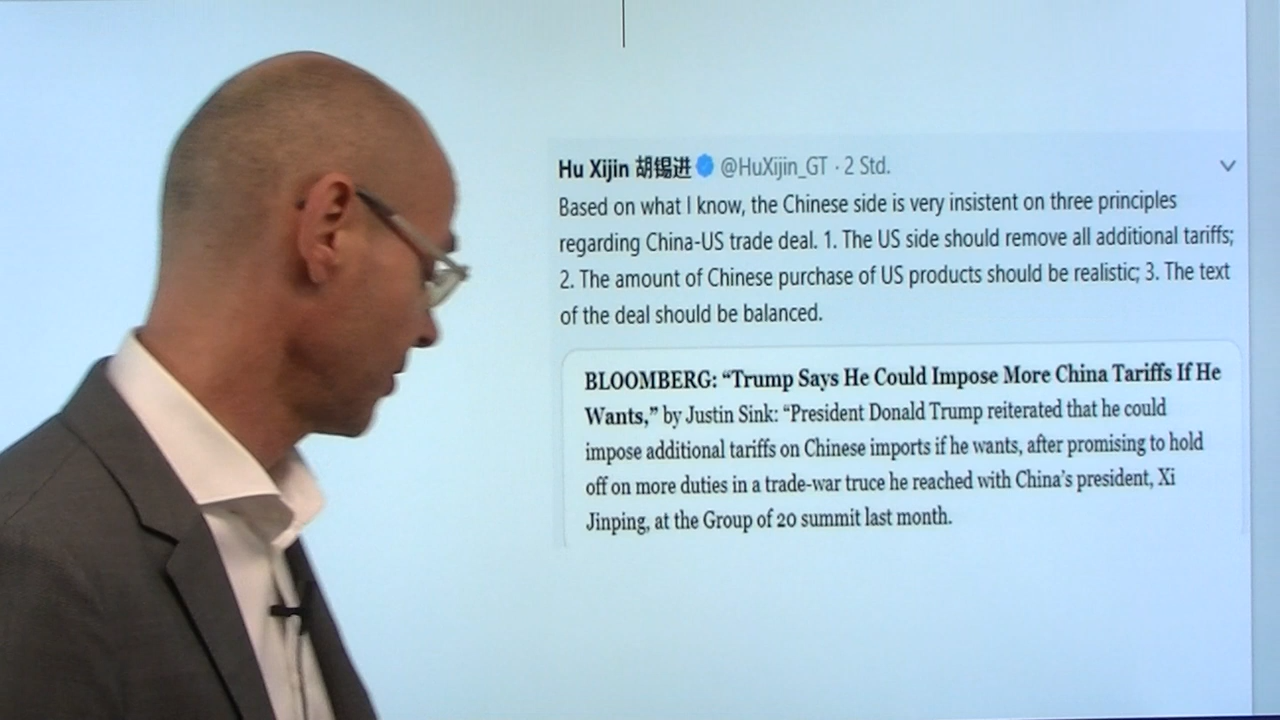 Hu Xijin 胡锡进 @HuXijin_GT · 2 Std.
Based on what I know, the Chinese side is very insistent on three principles
regarding China-US trade deal. 1. The US side should remove all additional tariffs;
2. The amount of Chinese purchase of US products should be realistic; 3. The text
of the deal should be balanced.
BLOOMBERG: “Trump Says He Could Impose More China Tariffs If He
Wants,” by Justin Sink: “President Donald Trump reiterated that he could
impose additional tariffs on Chinese imports if he wants, after promising to hold
off on more duties in a trade-war truce he reached with China’s president, Xi
Jinping, at the Group of 20 summit last month.